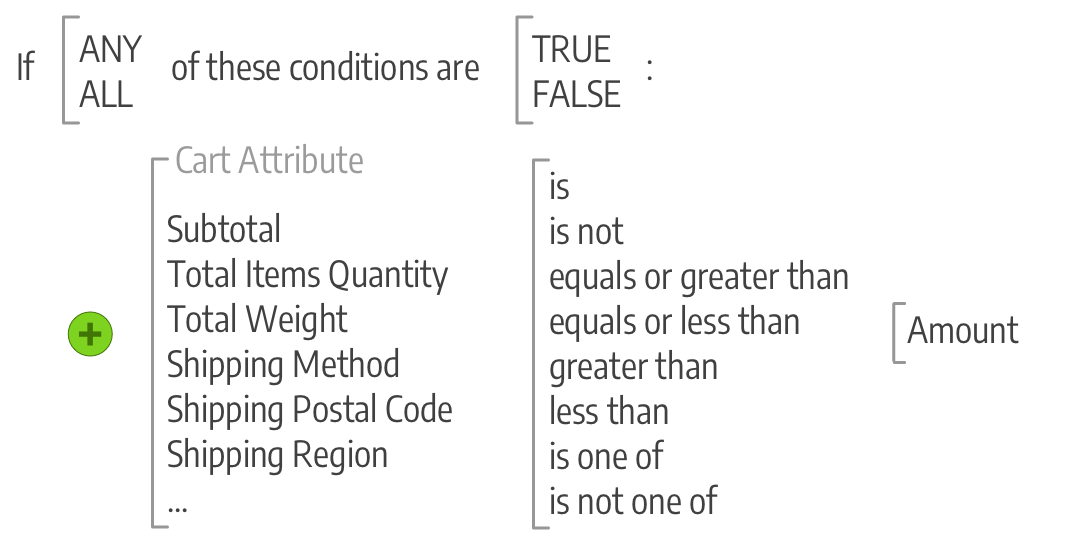 If ANY of these conditions are TRUE :
ALL FALSE
Cart Attribute
Subtotal
Total Items Quantity
Total Weight
Shipping Method
Shipping Postal Code
Shipping Region
...
is
is not
equals or greater than
equals or less than
greater than
less than
is one of
is not one of
Amount